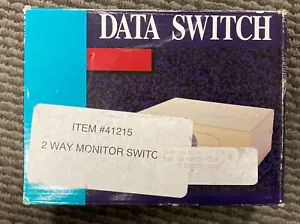 DATA SWITCH
ITEM #41215
2 WAY MONITOR SWITC